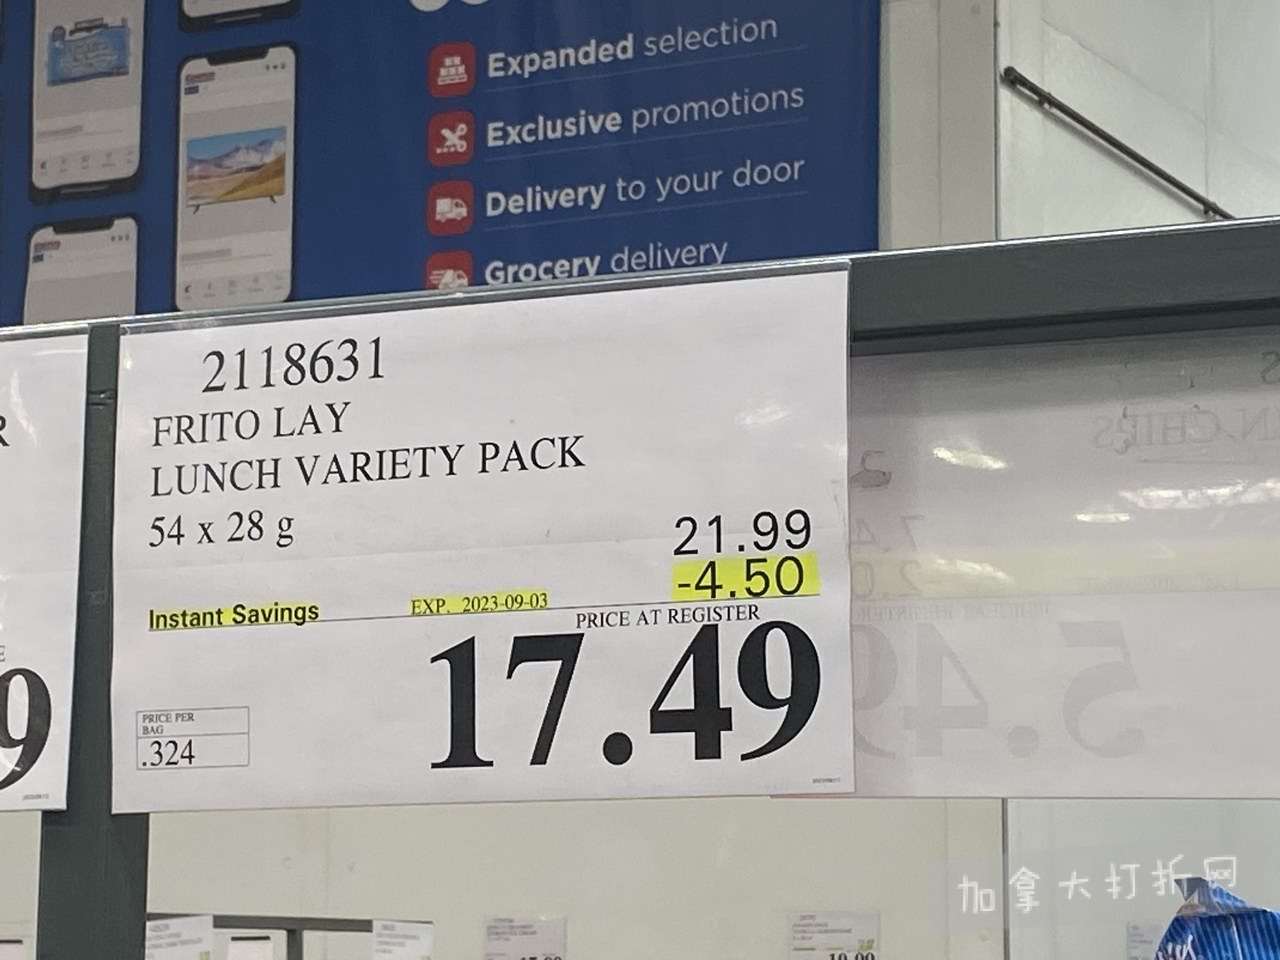 Expanded selection
Exclusive promotions
Delivery to your door
Grocery delivery
2118631
FRITO LAY
LUNCH VARIETY PACK
54 x 28 g
21.99
-4.50
Instant Savings
EXP. 2023-09-03
PRICE AT REGISTER
17.49
PRICE PER
BAG
.324
加拿大打折网